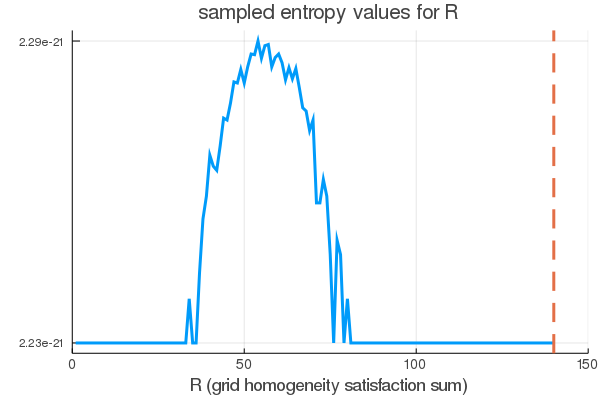 sampled entropy values for R
2.29e-21
2.23e-21
0
50
100
150
R (grid homogeneity satisfaction sum)